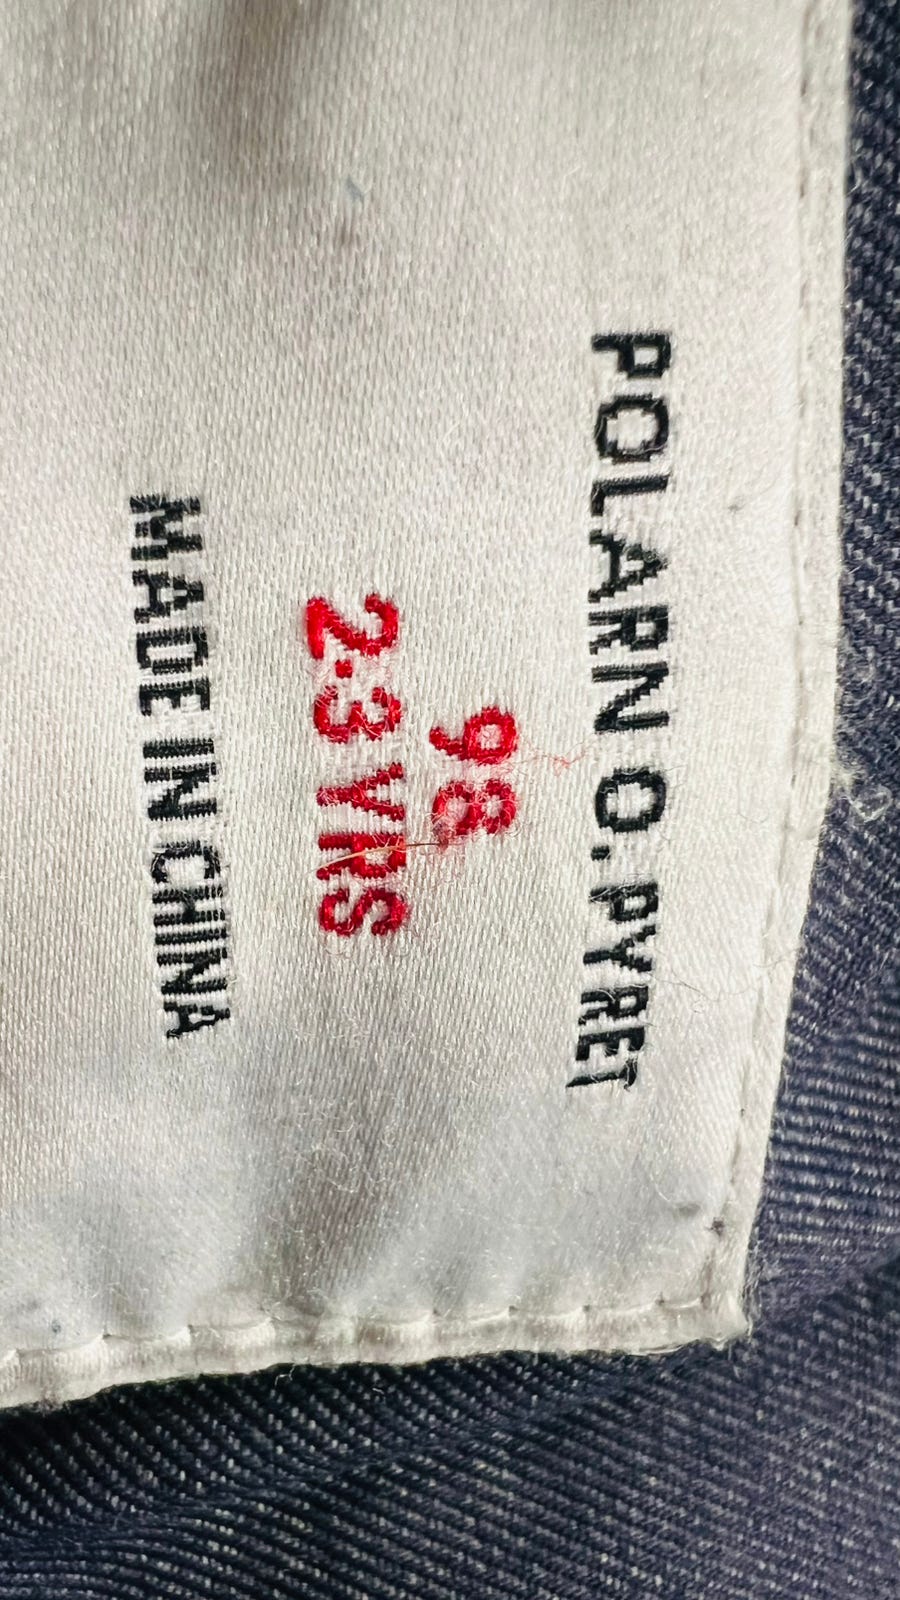 POLARN O.PYRET
98
2-3 YRS
MADE IN CHINA